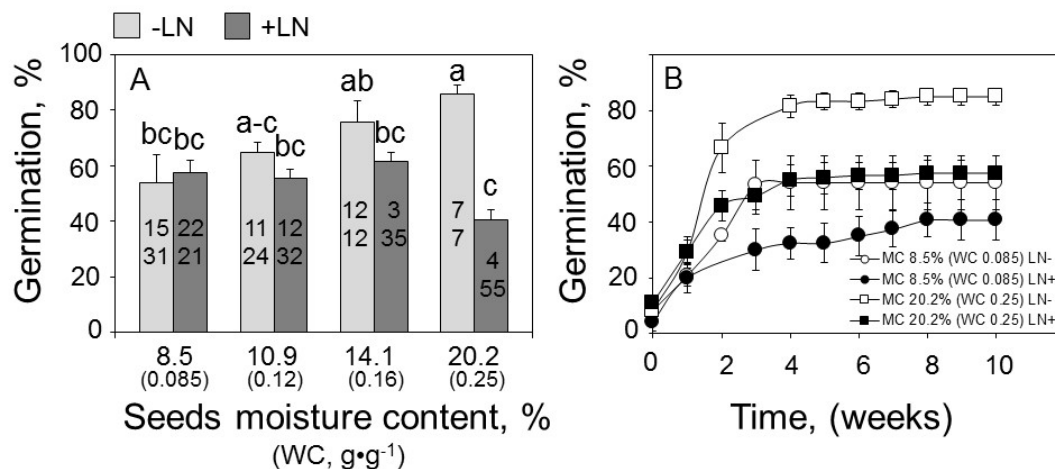 -LN +LN
Germination, %
100
80
60
40
20
0
A
bc bc a-c bc ab bc a c
15 22 11 12 12 3 7 4
31 21 24 32 12 35 7 55
8.5 10.9 14.1 20.2
(0.085) (0.12) (0.16) (0.25)
Seeds moisture content, %
(WC, g•g-1)
Germination, %
80
60
40
20
0
B
MC 8.5% (WC 0.085) LN-
MC 8.5% (WC 0.085) LN+
MC 20.2% (WC 0.25) LN-
MC 20.2% (WC 0.25) LN+
0 2 4 6 8 10
Time, (weeks)